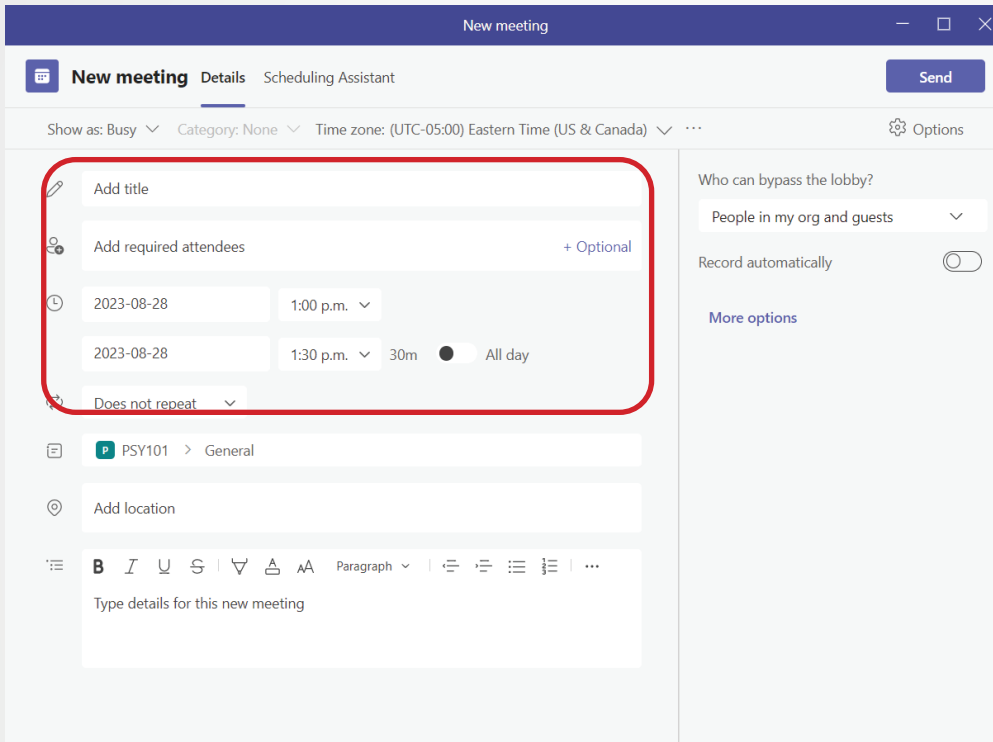 New meeting
New meeting Details Scheduling Assistant Send
Show as: Busy Category: None Time zone: (UTC-05:00) Eastern Time (US & Canada) ··· Options
Add title
Who can bypass the lobby?
People in my org and guests
Add required attendees + Optional
Record automatically
2023-08-28 1:00 p.m.
More options
2023-08-28 1:30 p.m. 30m All day
Does not repeat
P PSY101 > General
Add location
B I U S A AA Paragraph ···
Type details for this new meeting